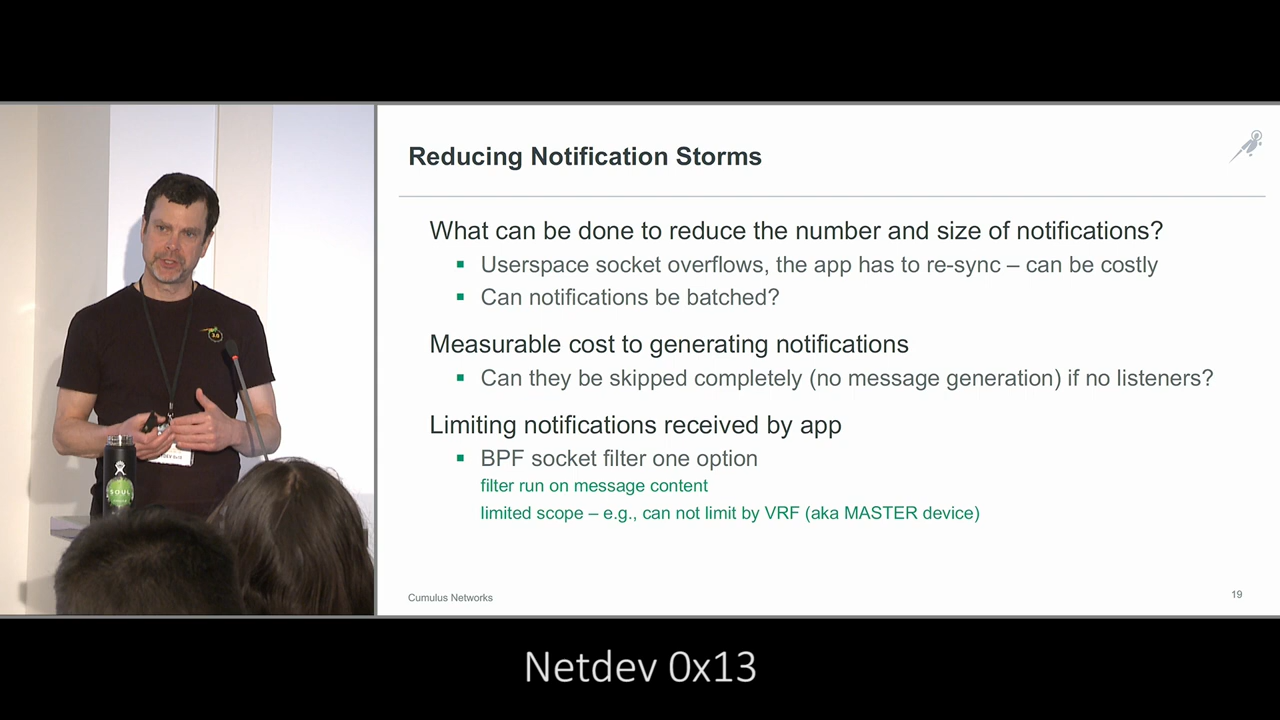 Reducing Notification Storms
What can be done to reduce the number and size of notifications?
▪ Userspace socket overflows, the app has to re-sync – can be costly
▪ Can notifications be batched?
Measurable cost to generating notifications
▪ Can they be skipped completely (no message generation) if no listeners?
Limiting notifications received by app
▪ BPF socket filter one option
filter run on message content
limited scope – e.g., can not limit by VRF (aka MASTER device)
Cumulus Networks
19
SOUL
Netdev 0x13